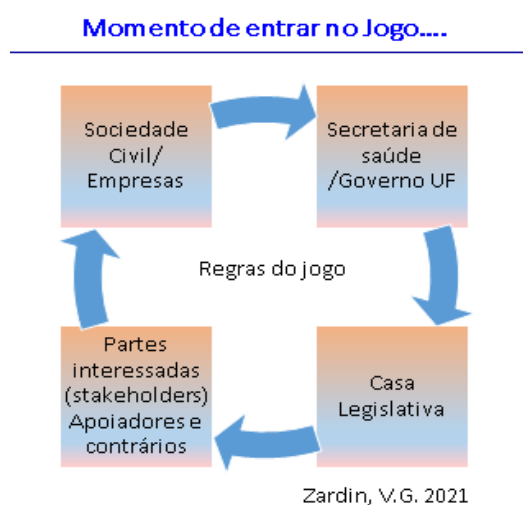 Momento de entrar no Jogo....
Sociedade
Civil/
Empresas
Secretaria de
saúde
/Governo UF
Regras do jogo
Partes
interessadas
(stakeholders)
Apoiadores e
contrários
Casa
Legislativa
Zardin, V.G. 2021